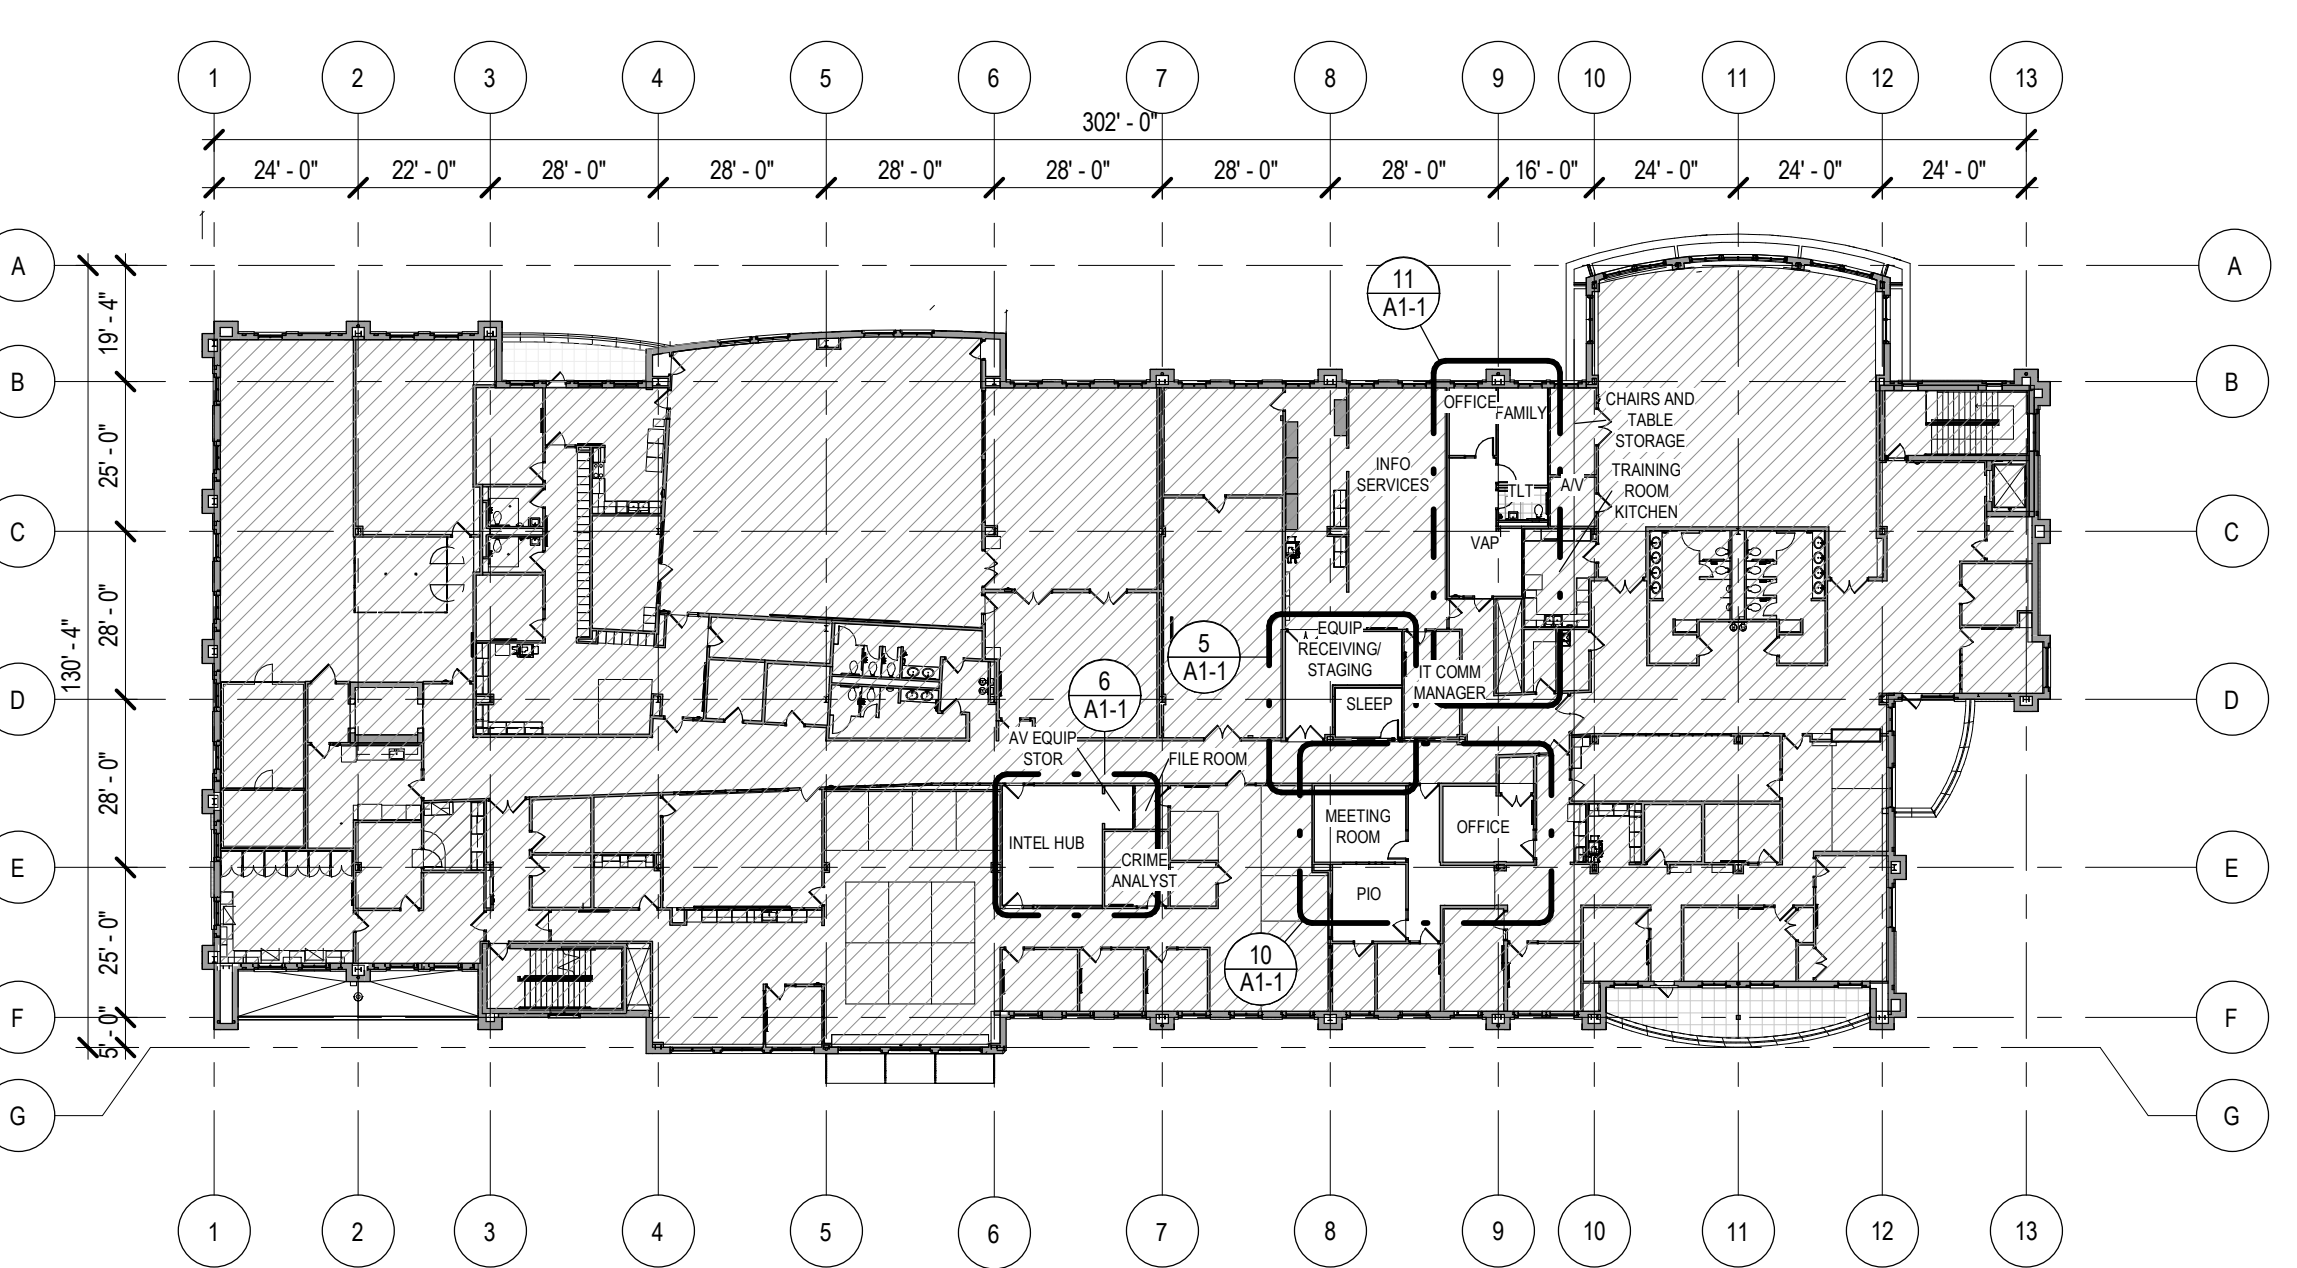 1 2 3 4 5 6 7 8 9 10 11 12 13
302' - 0"
24' - 0" 22' - 0" 28' - 0" 28' - 0" 28' - 0" 28' - 0" 28' - 0" 28' - 0" 16' - 0" 24' - 0" 24' - 0" 24' - 0"
A
A
19' - 4"
11
A1-1
B
B
OFFICE
FAMILY
CHAIRS AND
TABLE
STORAGE
25' - 0"
INFO
SERVICES
TRAINING
ROOM
KITCHEN
TLT
A/V
C
C
VAP
28' - 0"
130' - 4"
5
A1-1
EQUIP
RECEIVING/
STAGING
IT COMM
MANAGER
6
A1-1
SLEEP
D
D
AV EQUIP
STOR
FILE ROOM
28' - 0"
MEETING
ROOM
OFFICE
INTEL HUB
CRIME
ANALYST
E
E
PIO
25' - 0"
10
A1-1
F
F
5' - 0"
G
G
1 2 3 4 5 6 7 8 9 10 11 12 13